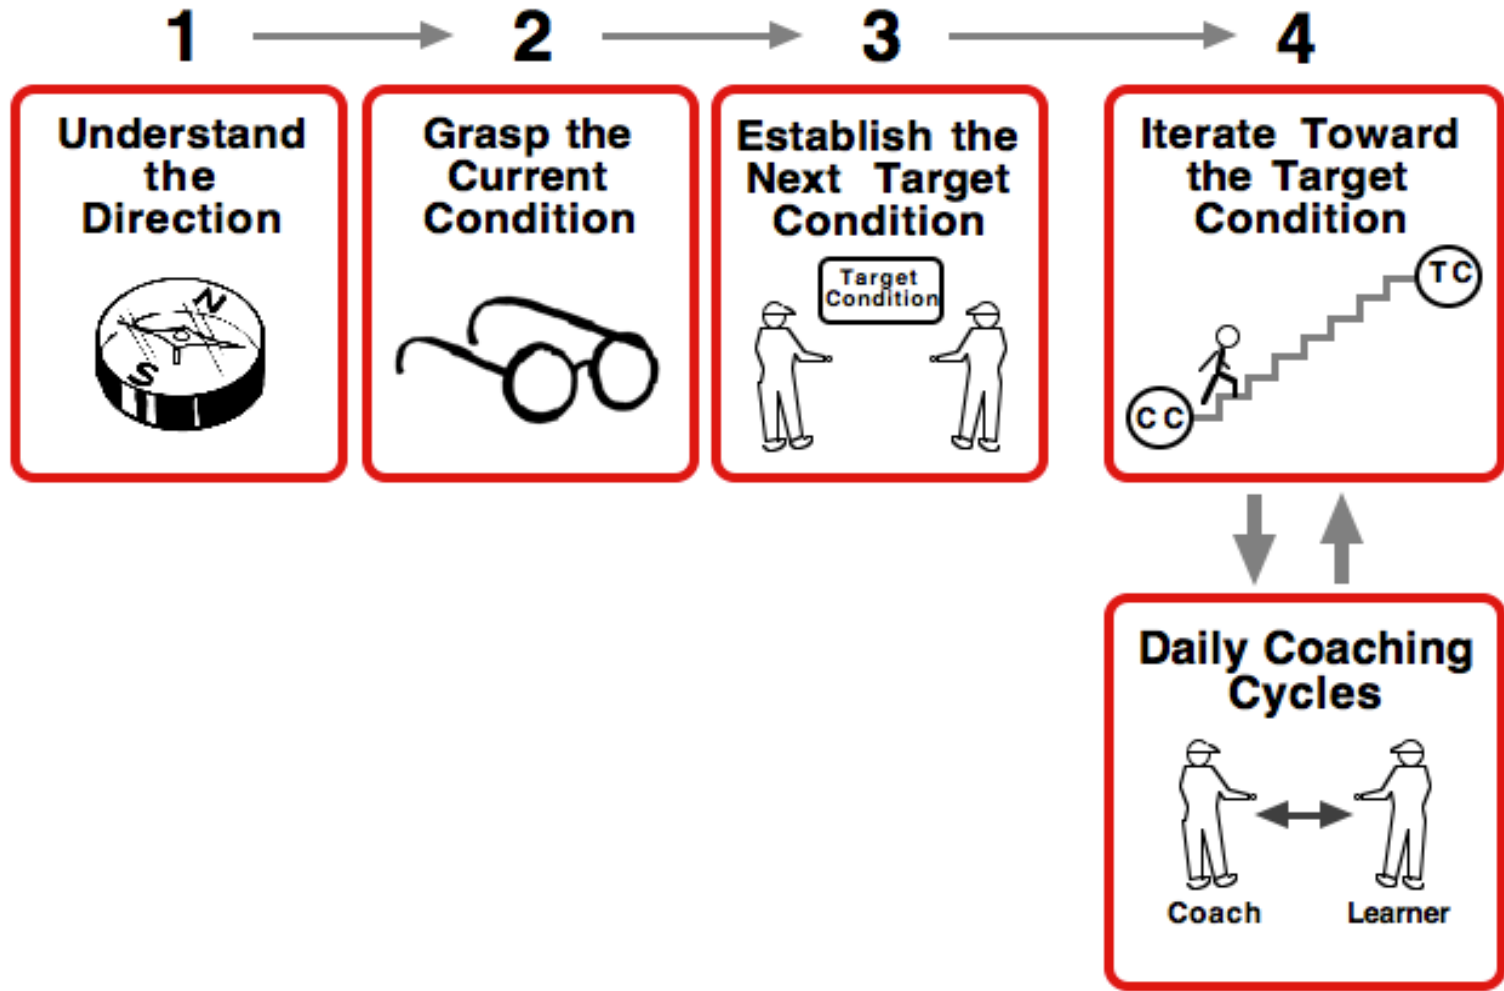 1 2 3 4
Understand
the
Direction
N
S
Grasp the
Current
Condition
Establish the
Next Target
Condition
Target
Condition
Iterate Toward
the Target
Condition
TC
CC
Daily Coaching
Cycles
Coach
Learner